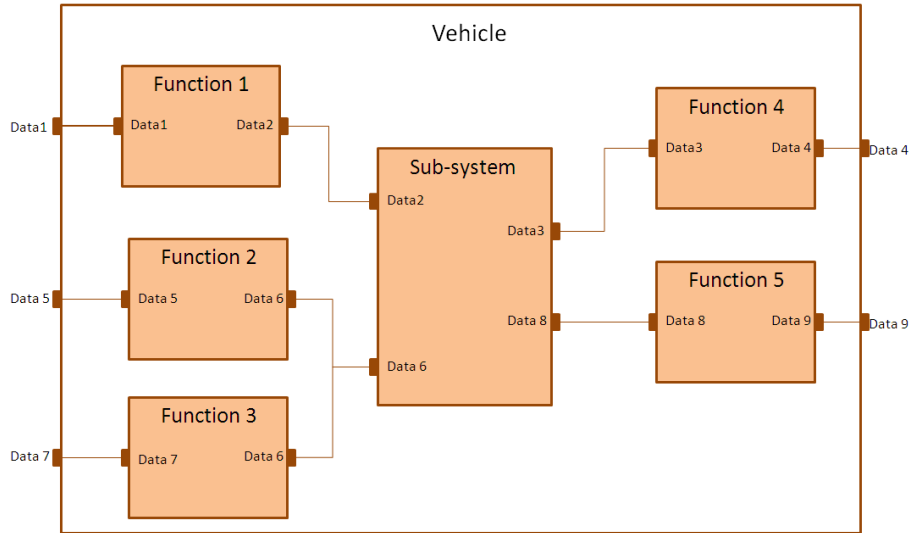 Vehicle
Function 1
Data1
Data1
Data2
Function 2
Data 5
Data 5
Data 6
Function 3
Data 7
Data 7
Data 6
Sub-system
Data2
Data3
Data 8
Data 6
Function 4
Data3
Data 4
Data 4
Function 5
Data 8
Data 9
Data 9